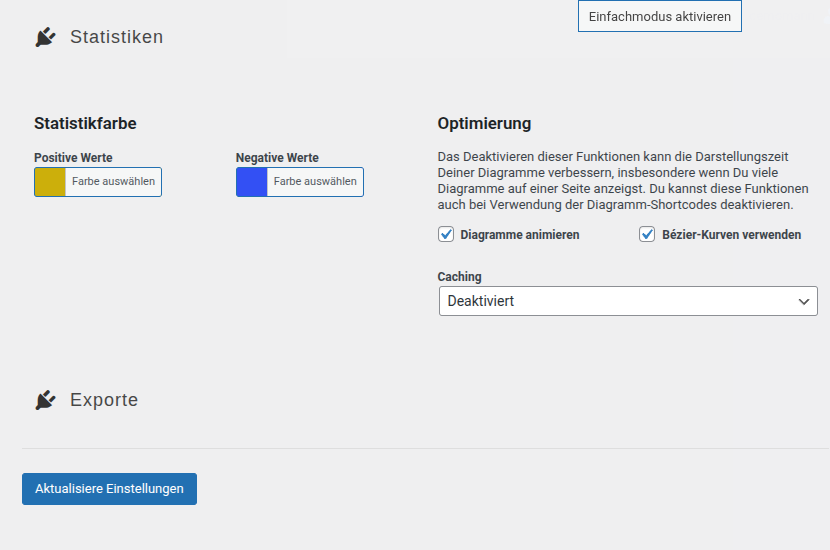 Einfachmodus aktivieren
Statistiken
Statistikfarbe
Positive Werte
Farbe auswählen
Negative Werte
Farbe auswählen
Optimierung
Das Deaktivieren dieser Funktionen kann die Darstellungszeit
Deiner Diagramme verbessern, insbesondere wenn Du viele
Diagramme auf einer Seite anzeigst. Du kannst diese Funktionen
auch bei Verwendung der Diagramm-Shortcodes deaktivieren.
Diagramme animieren
Bézier-Kurven verwenden
Caching
Deaktiviert
Exporte
Aktualisiere Einstellungen